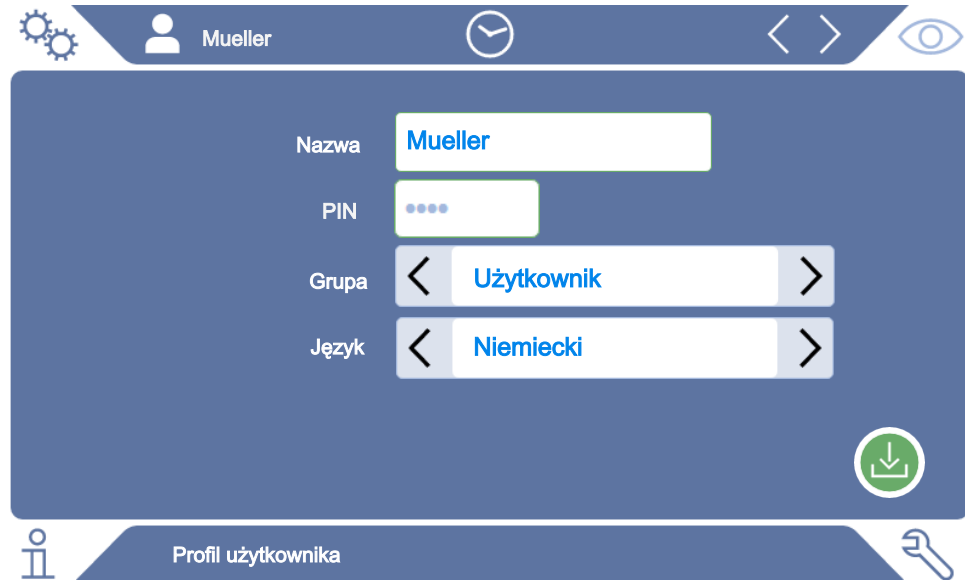 Mueller
Nazwa
Mueller
PIN
••••
Grupa
Użytkownik
Język
Niemiecki
Profil użytkownika